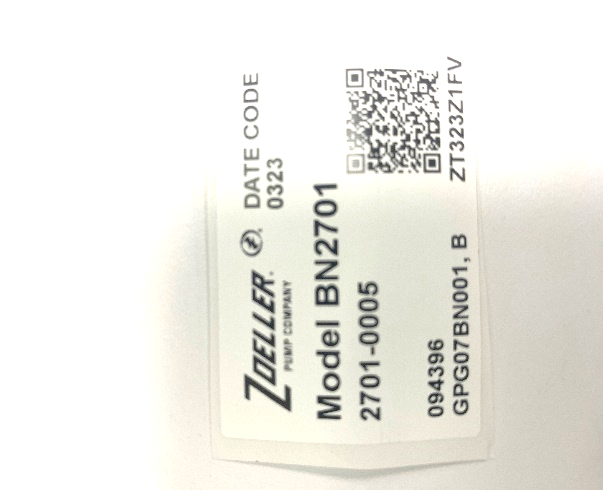 ZOELLER
PUMP COMPANY
DATE CODE
0323
Model BN2701
2701-0005
094396
GPG07BN001, B
ZT323Z1FV